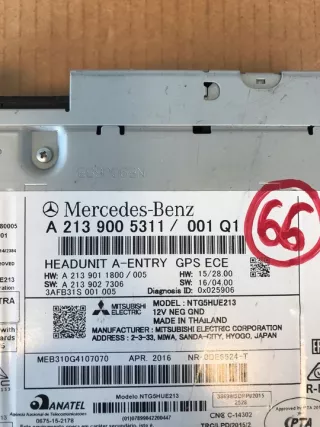 Mercedes-Benz
A 213 900 5311 / 001 Q1
66
HEADUNIT A-ENTRY GPS ECE
HW: A 213 901 1800 / 005 HW: 15/28.00
SW: A 213 902 7306 SW: 16/04.00
3AFB31S 001 005 Diagnosis ID: 0x025906
MITSUBISHI ELECTRIC
MODEL: NTG5HUE213
12V NEG GND
MADE IN THAILAND
MANUFACTURER: MITSUBISHI ELECTRIC CORPORATION
ADDRESS: 2-3-33, MIWA, SANDA-CITY, HYOGO, JAPAN
MEB310G4107070 APR. 2016
ANATEL
Modelo NTG5HUE213
0675-15-2178
CNC C-14302